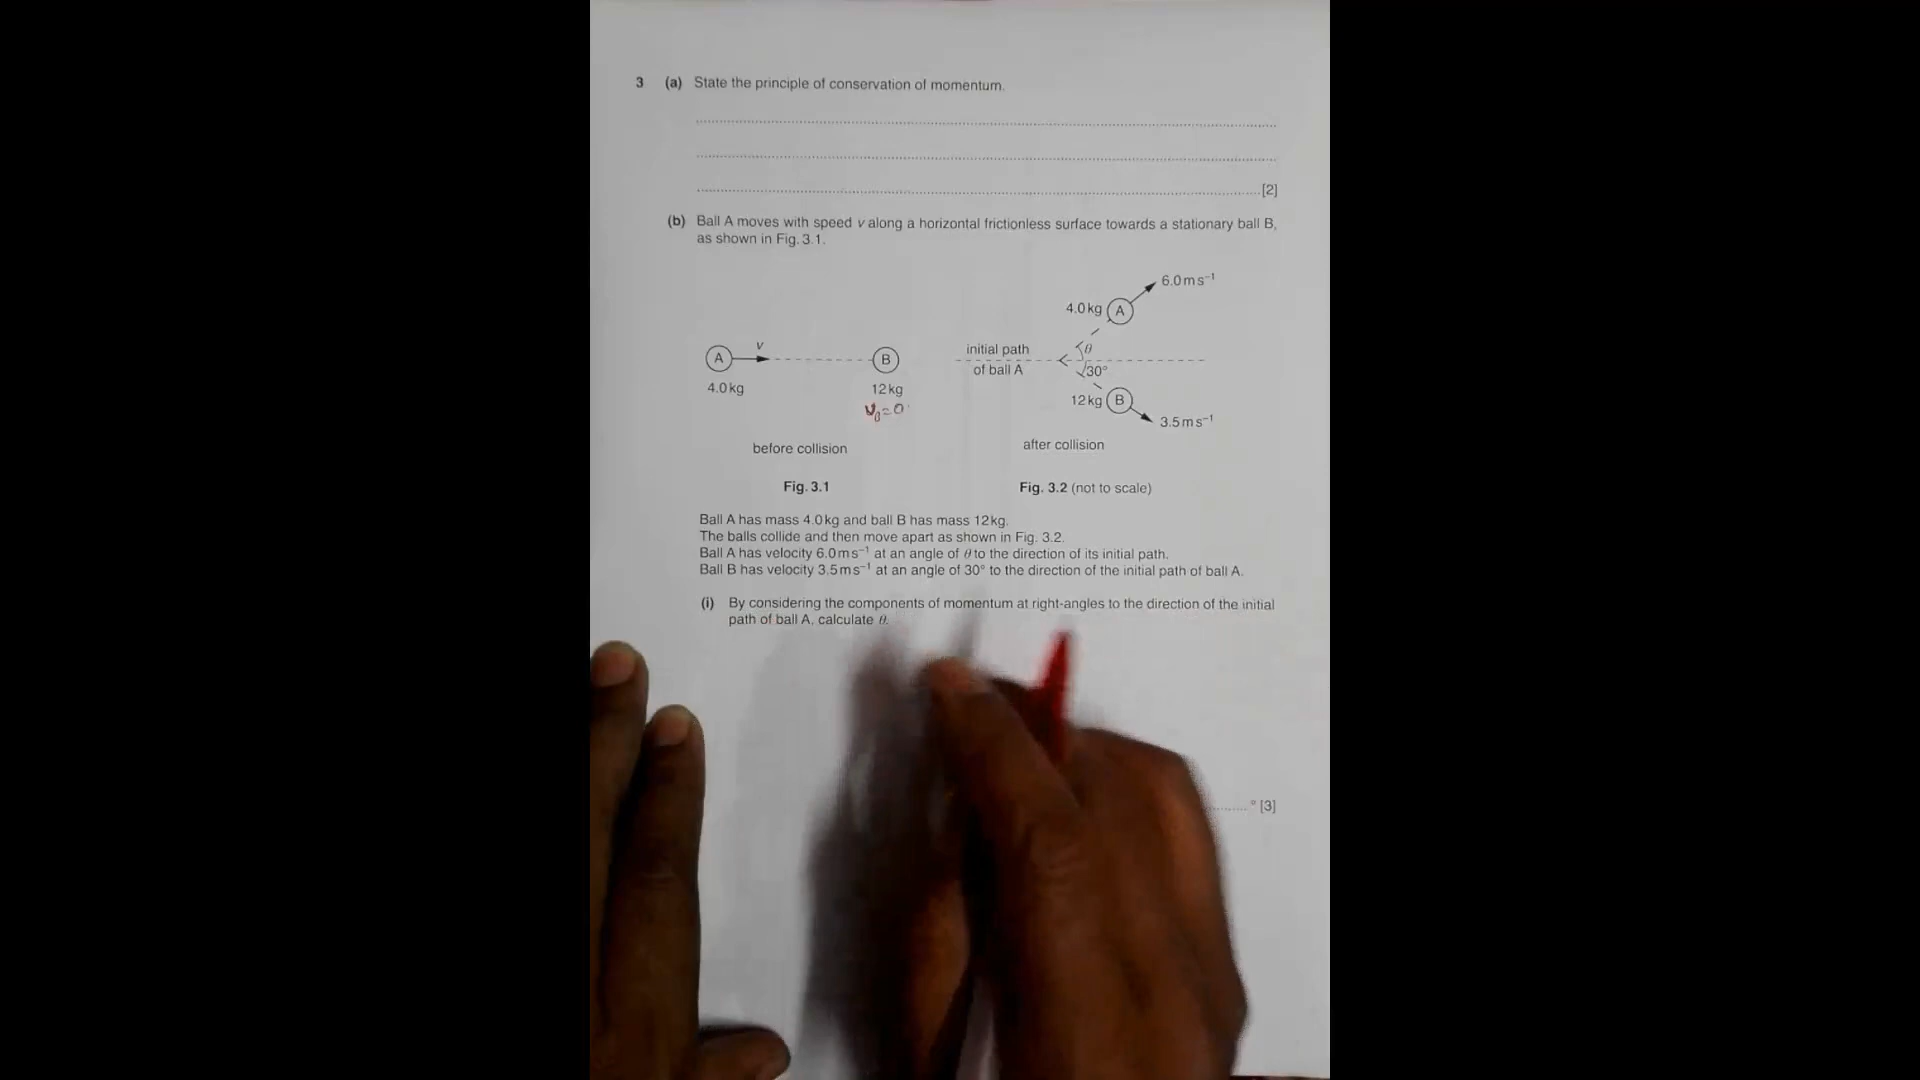 3 (a) State the principle of conservation of momentum.
[2]
(b) Ball A moves with speed v along a horizontal frictionless surface towards a stationary ball B,
as shown in Fig. 3.1.
6.0 m s⁻¹
4.0 kg A
v
initial path
θ
A
B
of ball A
30°
4.0 kg
12 kg
12 kg B
v_B = 0
3.5 m s⁻¹
before collision
after collision
Fig. 3.1
Fig. 3.2 (not to scale)
Ball A has mass 4.0 kg and ball B has mass 12 kg.
The balls collide and then move apart as shown in Fig. 3.2.
Ball A has velocity 6.0 m s⁻¹ at an angle of θ to the direction of its initial path.
Ball B has velocity 3.5 m s⁻¹ at an angle of 30° to the direction of the initial path of ball A.
(i) By considering the components of momentum at right-angles to the direction of the initial
path of ball A, calculate θ.
° [3]